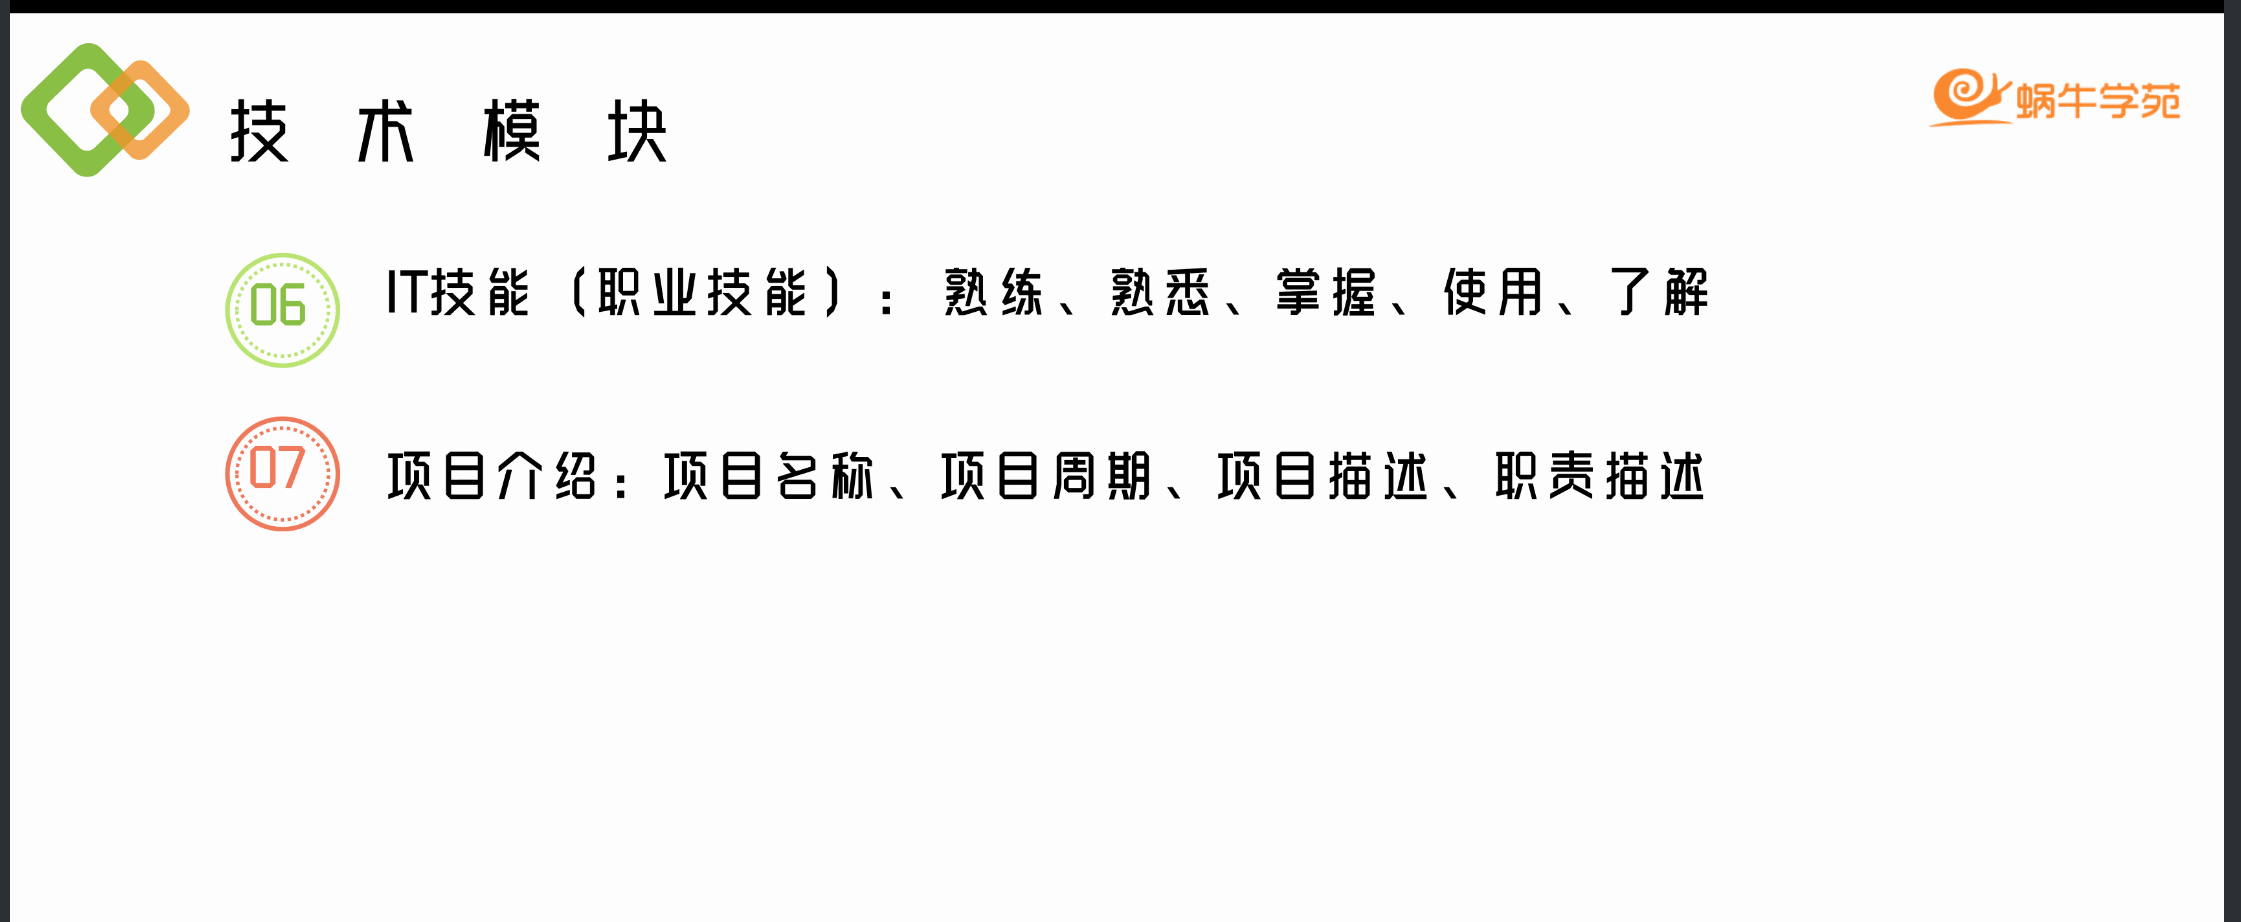 技术模块
蜗牛学苑
06
IT技能（职业技能）：熟练、熟悉、掌握、使用、了解
07
项目介绍：项目名称、项目周期、项目描述、职责描述